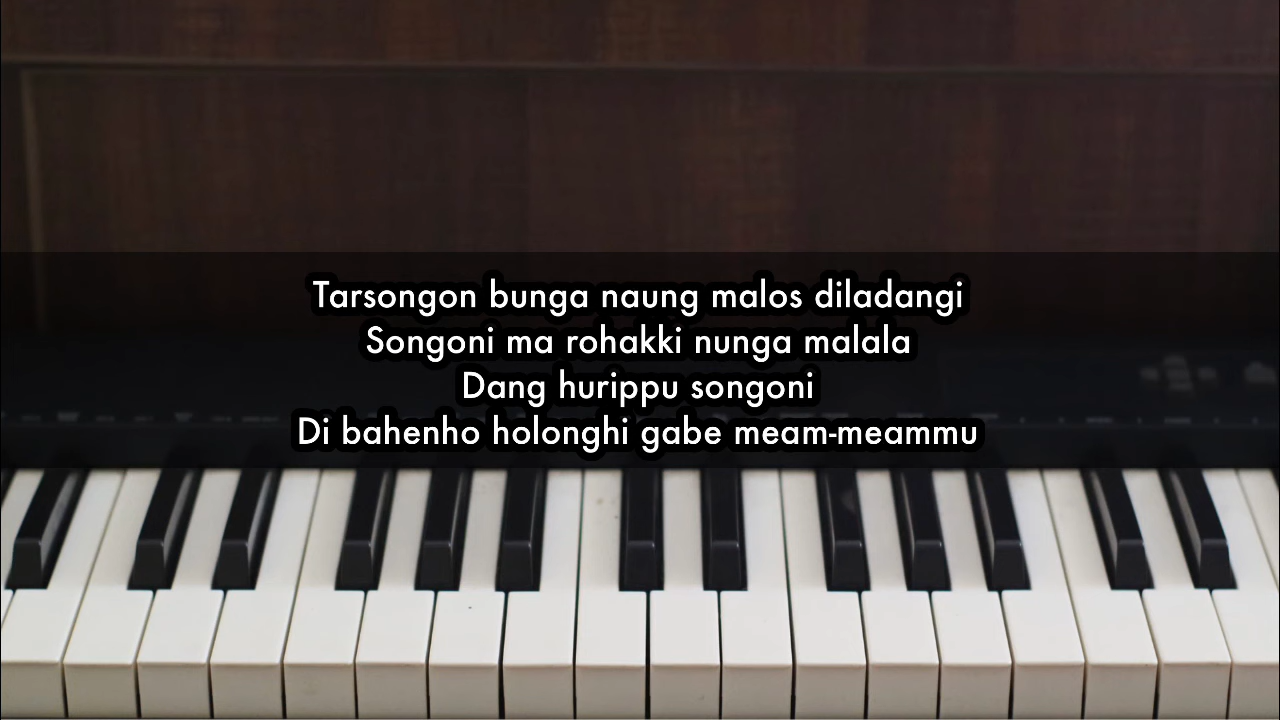 Tarsongon bunga naung malos diladangi
Songoni ma rohakki nunga malala
Dang hurippu songoni
Di bahenho holonghi gabe meam-meammu